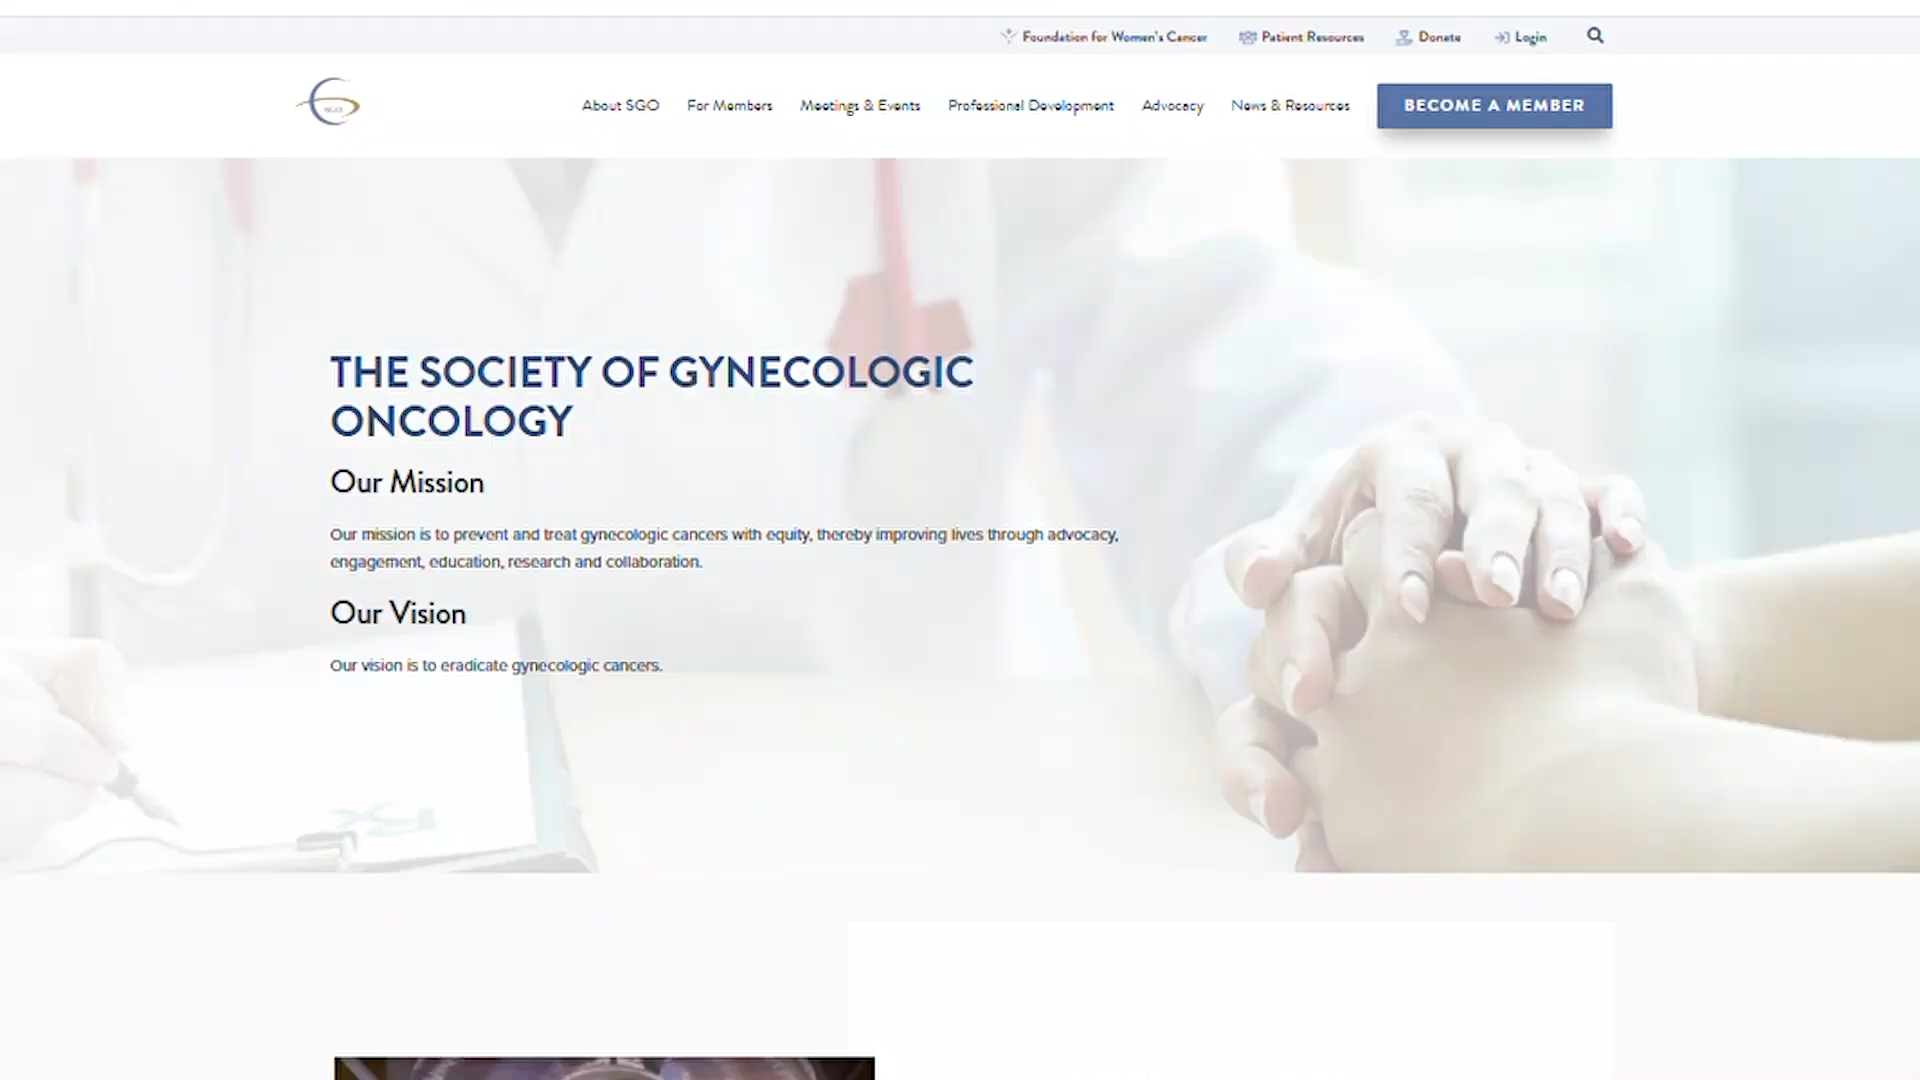 Foundation for Women's Cancer
Patient Resources
Donate
Login
SGO
About SGO
For Members
Meetings & Events
Professional Development
Advocacy
News & Resources
BECOME A MEMBER
THE SOCIETY OF GYNECOLOGIC
ONCOLOGY
Our Mission
Our mission is to prevent and treat gynecologic cancers with equity, thereby improving lives through advocacy,
engagement, education, research and collaboration.
Our Vision
Our vision is to eradicate gynecologic cancers.